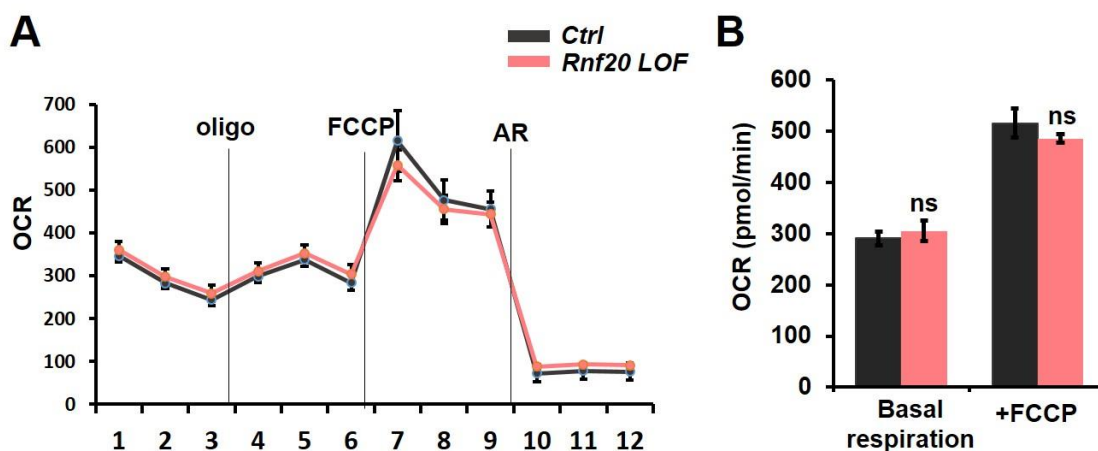 A
Ctrl
Rnf20 LOF
OCR
700
600
500
400
300
200
100
0
oligo
FCCP
AR
1 2 3 4 5 6 7 8 9 10 11 12
B
OCR (pmol/min)
600
500
400
300
200
100
0
ns
ns
Basal
respiration
+FCCP